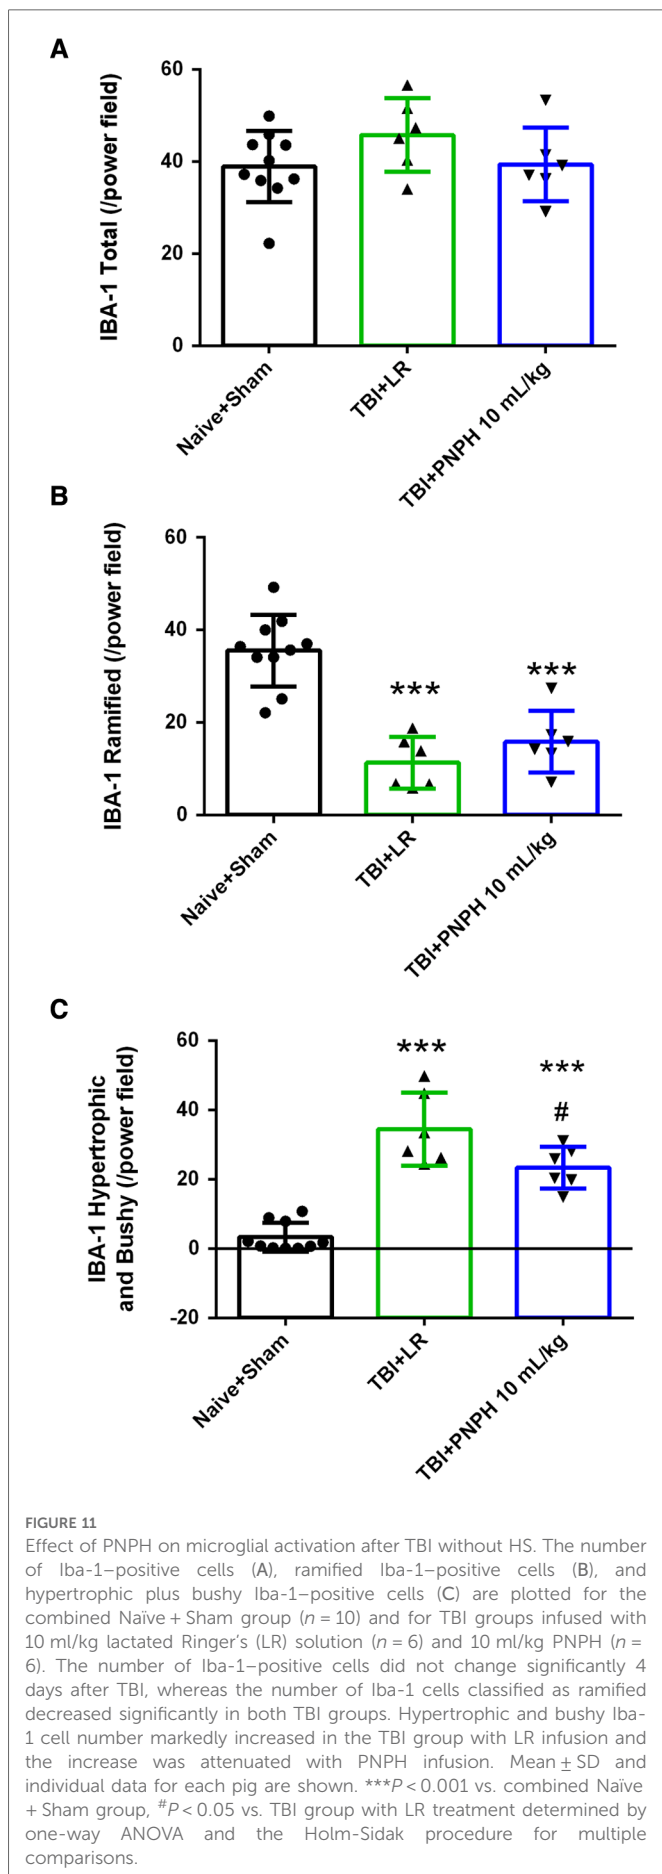 A
60
40
20
0
IBA-1 Total (/power field)
Naive+Sham
TBI+LR
TBI+PNPH 10 mL/kg
B
60
40
20
0
IBA-1 Ramified (/power field)
***
***
Naive+Sham
TBI+LR
TBI+PNPH 10 mL/kg
C
60
40
20
0
-20
IBA-1 Hypertrophic
and Bushy (/power field)
***
***
#
Naive+Sham
TBI+LR
TBI+PNPH 10 mL/kg
FIGURE 11
Effect of PNPH on microglial activation after TBI without HS. The number
of Iba-1–positive cells (A), ramified Iba-1–positive cells (B), and
hypertrophic plus bushy Iba-1–positive cells (C) are plotted for the
combined Naïve + Sham group (n = 10) and for TBI groups infused with
10 ml/kg lactated Ringer's (LR) solution (n = 6) and 10 ml/kg PNPH (n =
6). The number of Iba-1–positive cells did not change significantly 4
days after TBI, whereas the number of Iba-1 cells classified as ramified
decreased significantly in both TBI groups. Hypertrophic and bushy Iba-
1 cell number markedly increased in the TBI group with LR infusion and
the increase was attenuated with PNPH infusion. Mean ± SD and
individual data for each pig are shown. ***P < 0.001 vs. combined Naïve
+ Sham group, #P < 0.05 vs. TBI group with LR treatment determined by
one-way ANOVA and the Holm-Sidak procedure for multiple
comparisons.